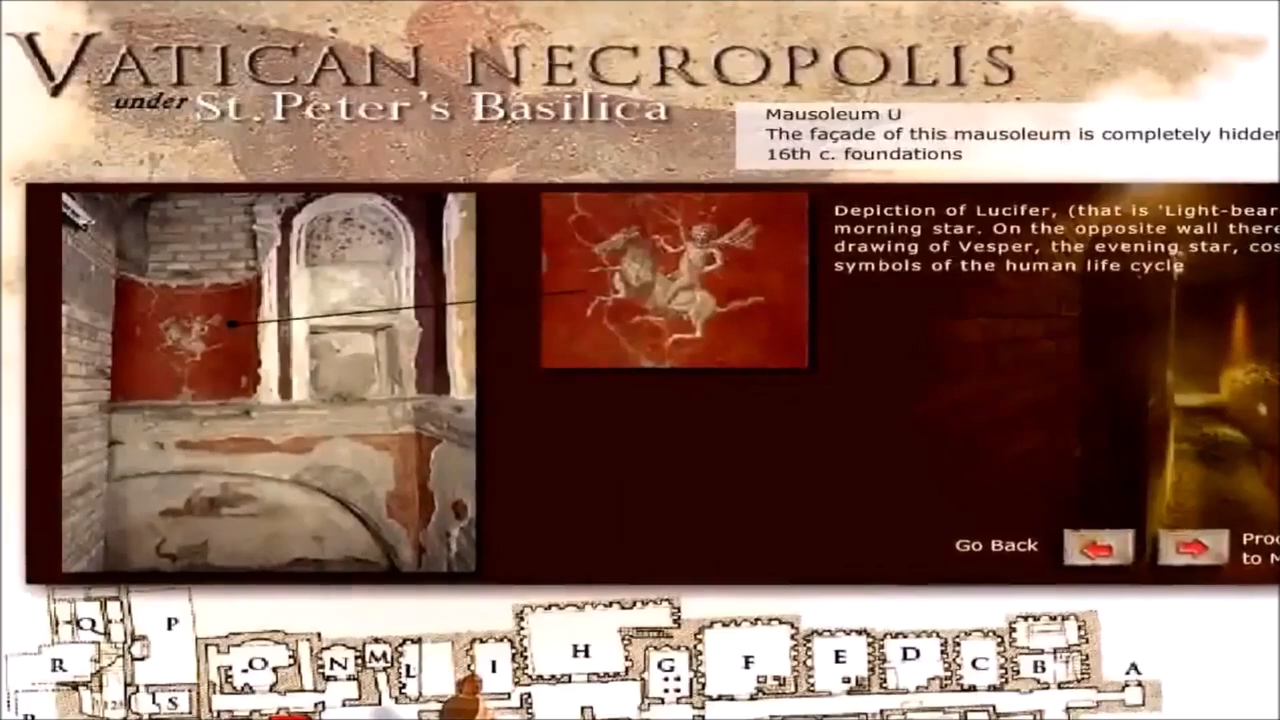 VATICAN NECROPOLIS
under St. Peter's Basilica
Mausoleum U
The façade of this mausoleum is completely hidden
16th c. foundations
Depiction of Lucifer, (that is 'Light-bear
morning star. On the opposite wall there
drawing of Vesper, the evening star, cos
symbols of the human life cycle
Go Back
Proc
to M
Q P
R O N M L I H G F E D C B A
S